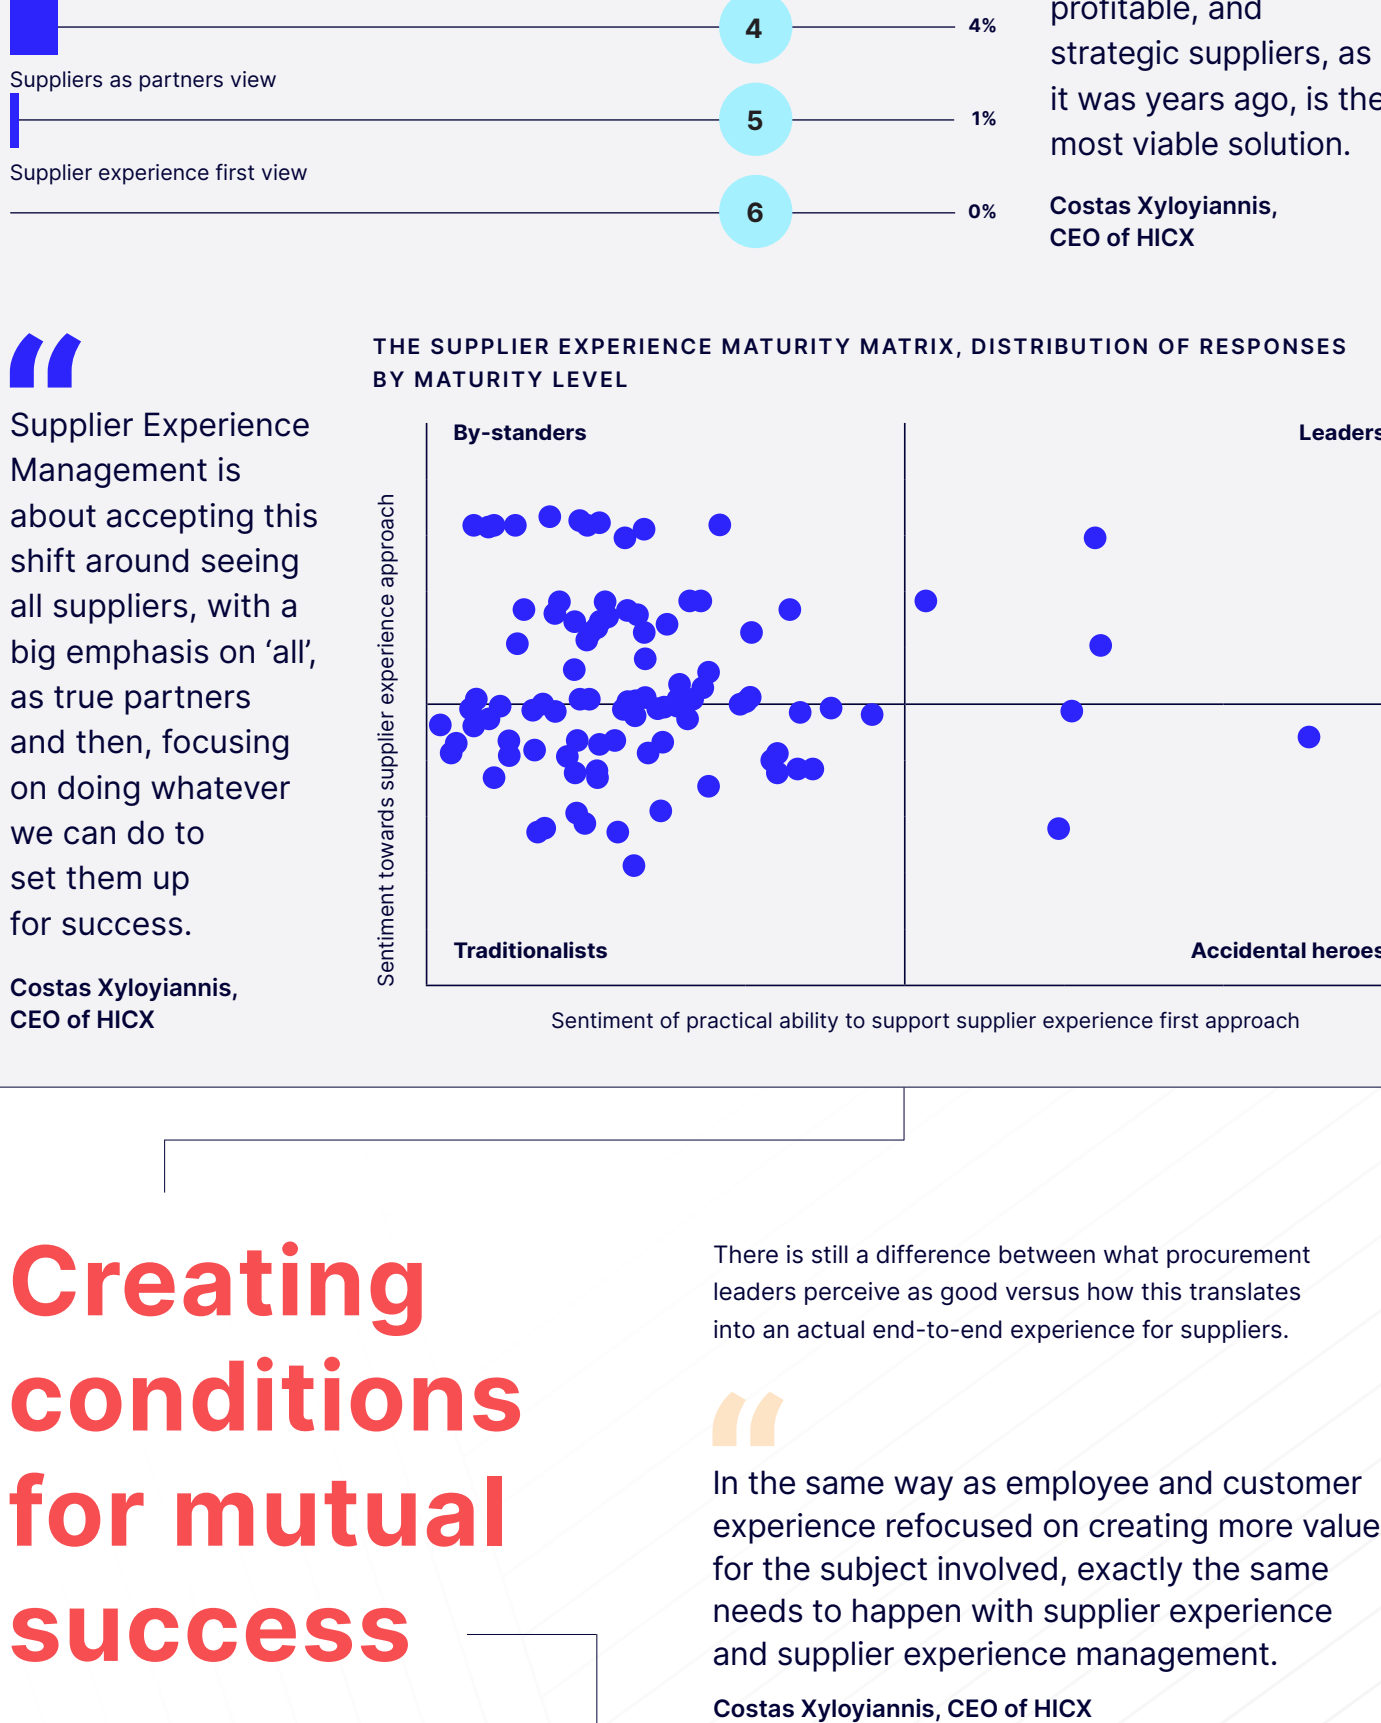 profitable, and
strategic suppliers, as
it was years ago, is the
most viable solution.
Costas Xyloyiannis,
CEO of HICX
4
4%
Suppliers as partners view
5
1%
Supplier experience first view
6
0%
“
Supplier Experience
Management is
about accepting this
shift around seeing
all suppliers, with a
big emphasis on ‘all’,
as true partners
and then, focusing
on doing whatever
we can do to
set them up
for success.
Costas Xyloyiannis,
CEO of HICX
THE SUPPLIER EXPERIENCE MATURITY MATRIX, DISTRIBUTION OF RESPONSES
BY MATURITY LEVEL
By-standers
Leaders
Sentiment towards supplier experience approach
Traditionalists
Accidental heroes
Sentiment of practical ability to support supplier experience first approach
Creating
conditions
for mutual
success
There is still a difference between what procurement
leaders perceive as good versus how this translates
into an actual end-to-end experience for suppliers.
“
In the same way as employee and customer
experience refocused on creating more value
for the subject involved, exactly the same
needs to happen with supplier experience
and supplier experience management.
Costas Xyloyiannis, CEO of HICX